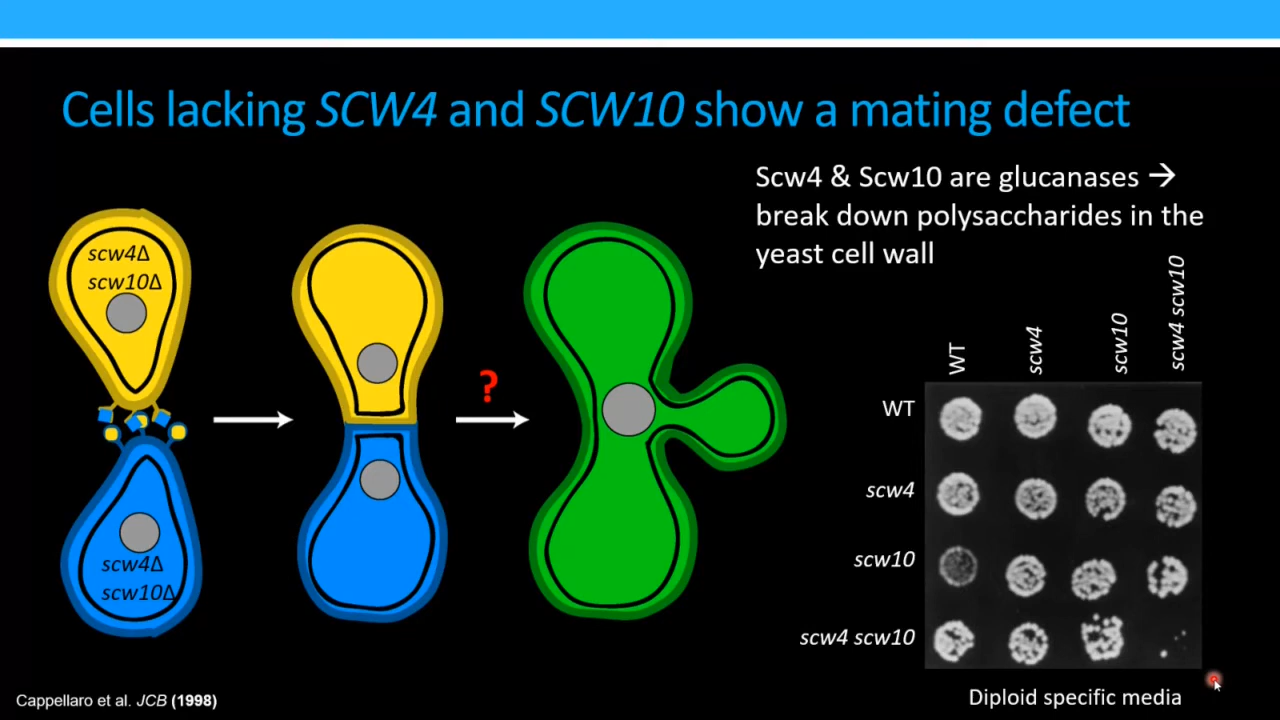 Cells lacking SCW4 and SCW10 show a mating defect
Scw4 & Scw10 are glucanases →
break down polysaccharides in the
yeast cell wall
scw4Δ
scw10Δ
scw4Δ
scw10Δ
?
WT
scw4
scw10
scw4 scw10
WT
scw4
scw10
scw4 scw10
Diploid specific media
Cappellaro et al. JCB (1998)